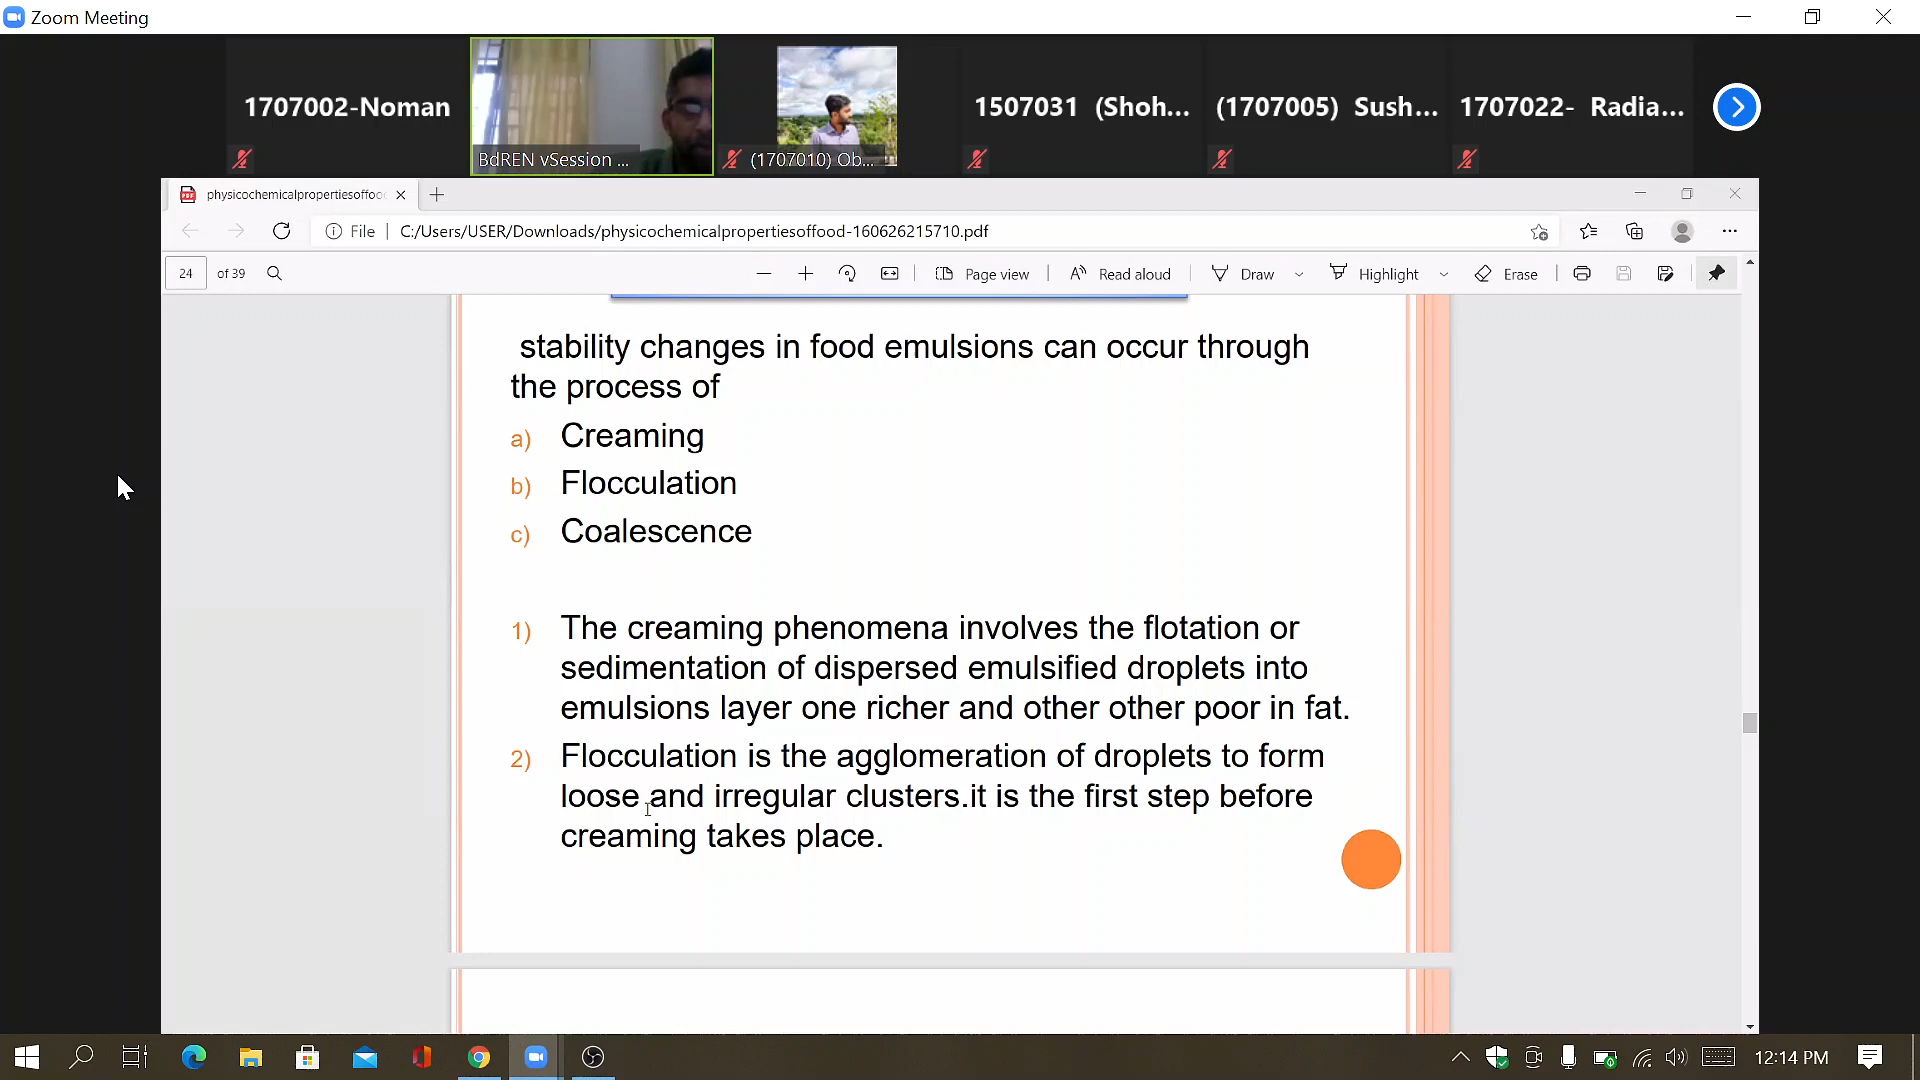 Zoom Meeting
1707002-Noman
BdREN vSession ...
(1707010) Ob...
1507031 (Shoh...
(1707005) Sush...
1707022- Radia...
physicochemicalpropertiesoffoo
File C:/Users/USER/Downloads/physicochemicalpropertiesoffood-160626215710.pdf
24 of 39 Page view Read aloud Draw Highlight Erase
stability changes in food emulsions can occur through
the process of
a) Creaming
b) Flocculation
c) Coalescence
1) The creaming phenomena involves the flotation or
sedimentation of dispersed emulsified droplets into
emulsions layer one richer and other other poor in fat.
2) Flocculation is the agglomeration of droplets to form
loose and irregular clusters.it is the first step before
creaming takes place.
12:14 PM